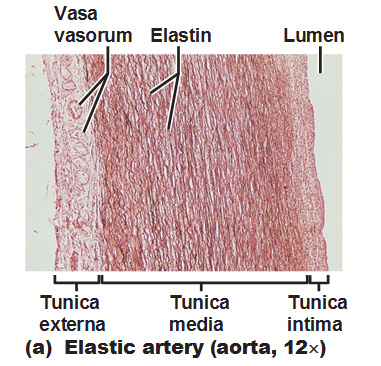 Vasa
vasorum Elastin Lumen
Tunica
externa
Tunica
media
Tunica
intima
(a) Elastic artery (aorta, 12×)